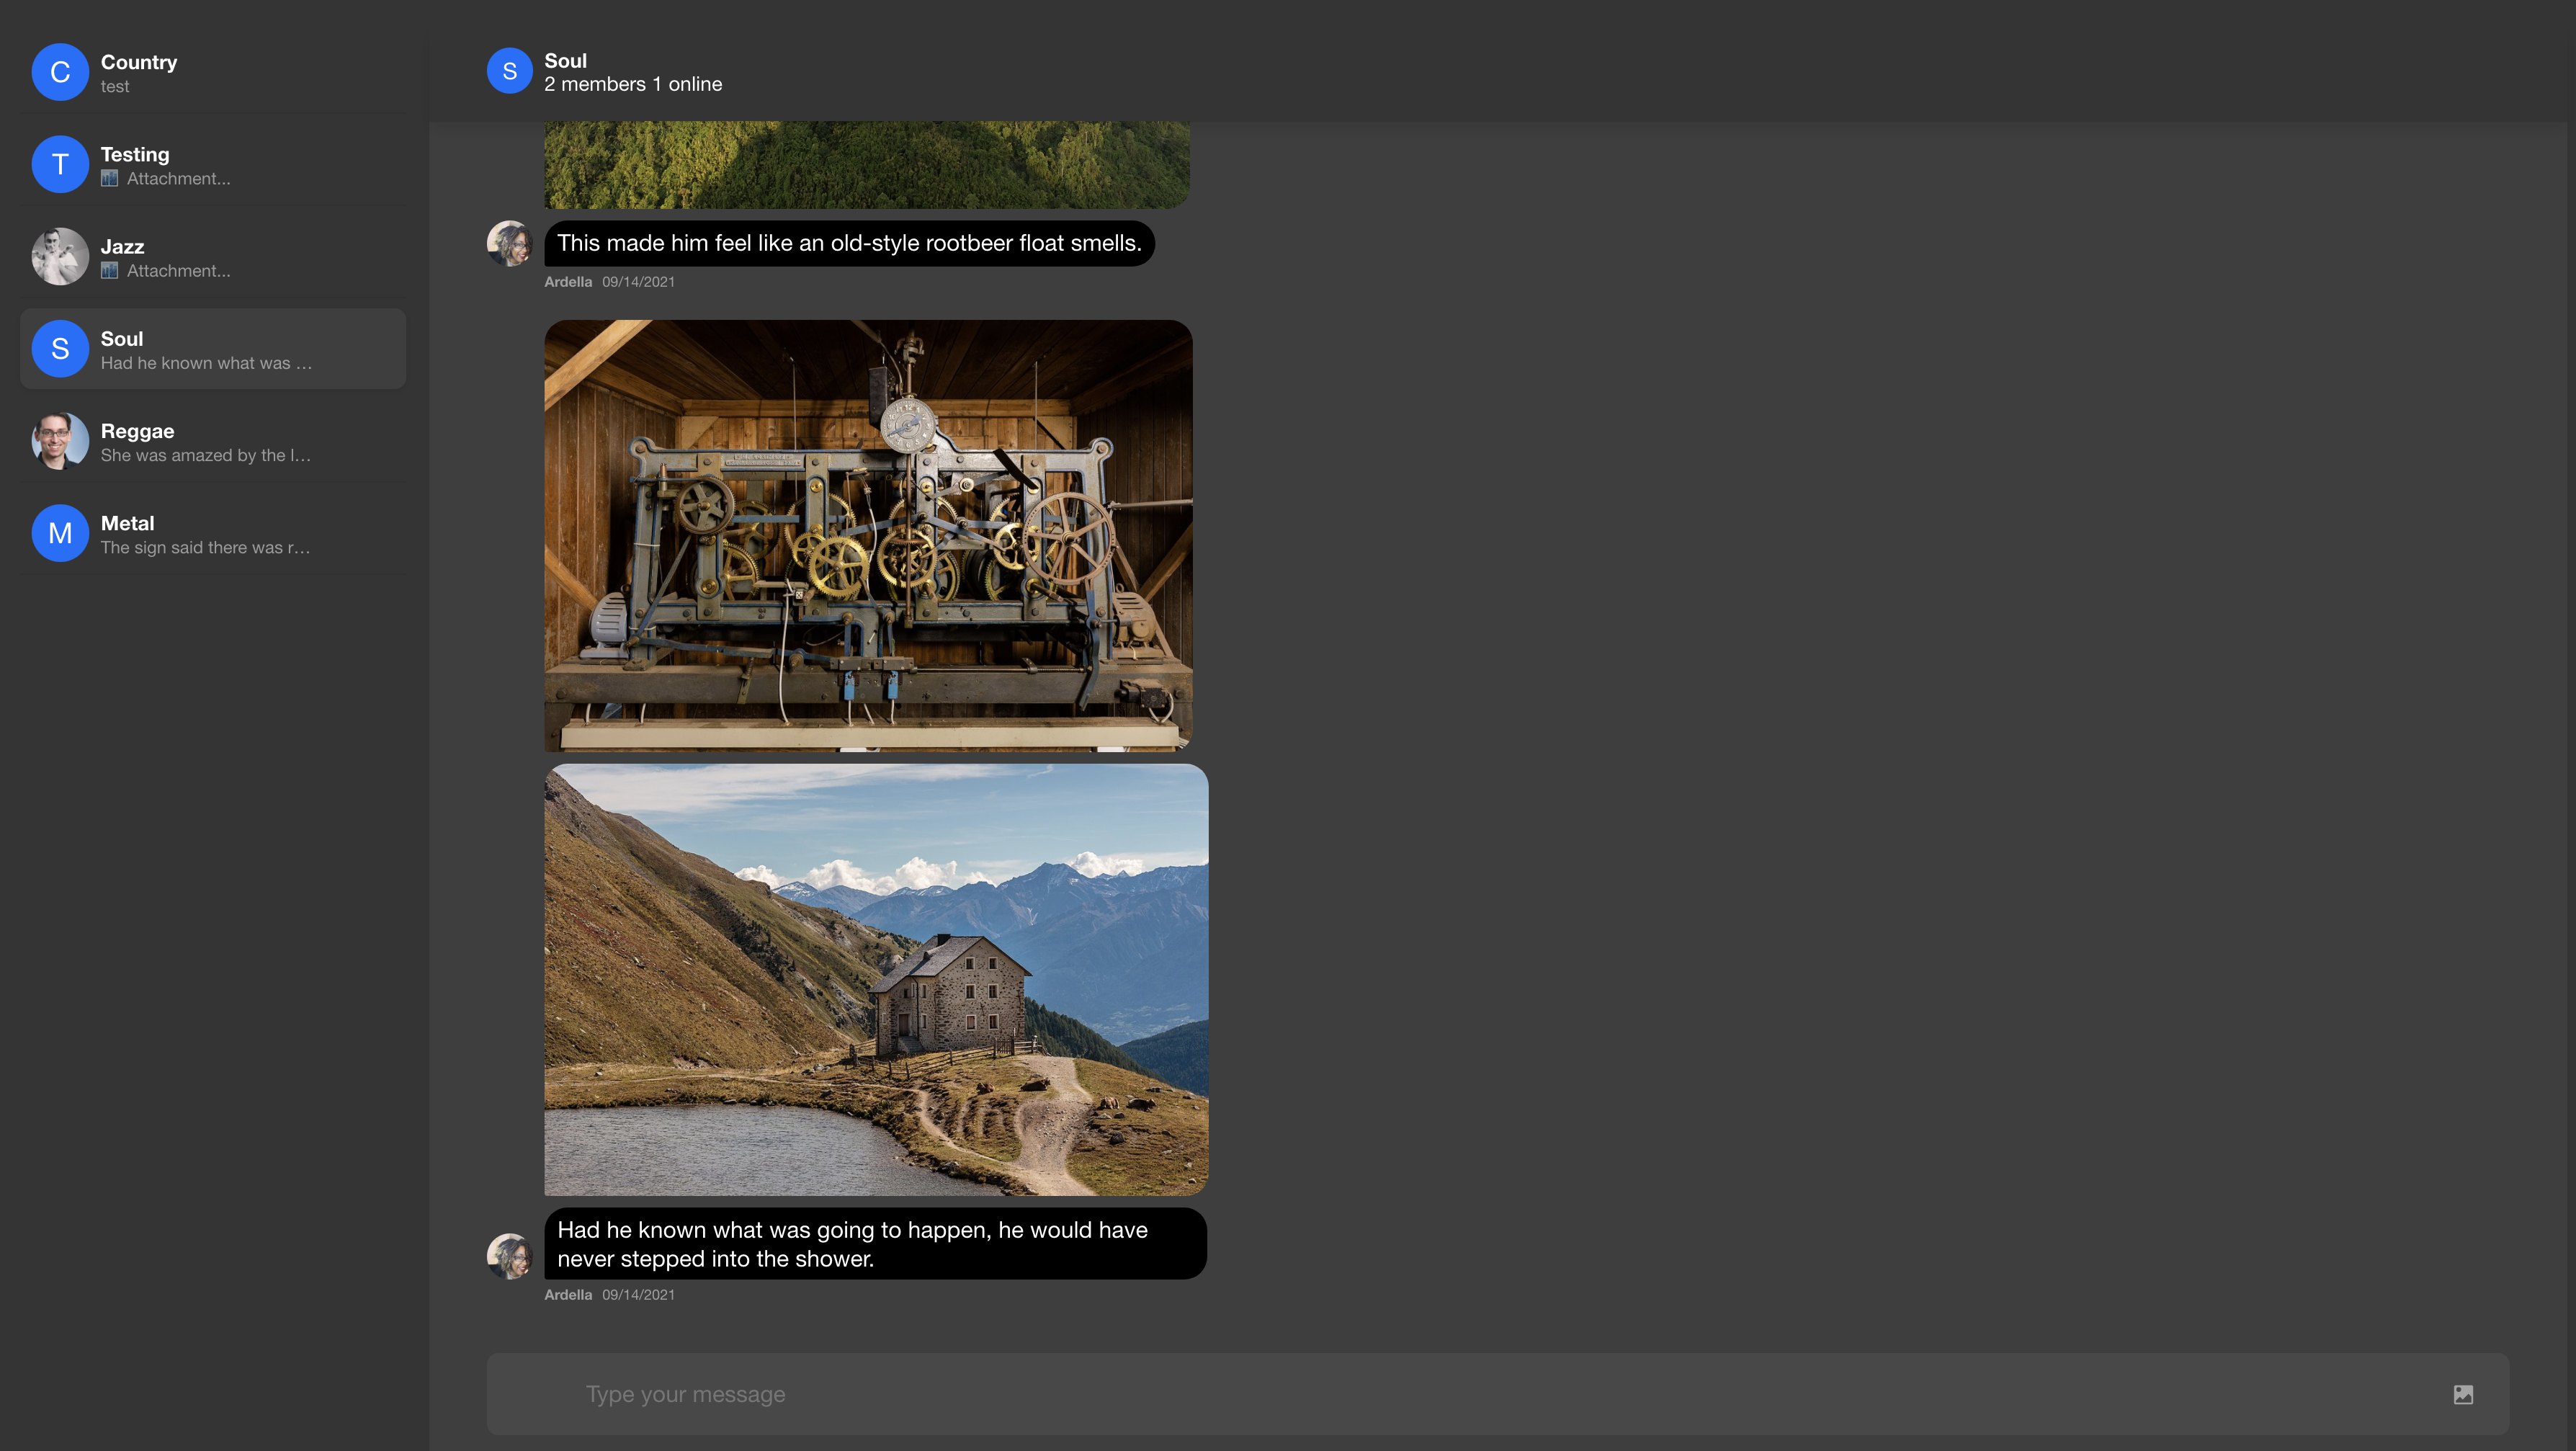 C
Country
test
T
Testing
Attachment...
Jazz
Attachment...
S
Soul
Had he known what was …
Reggae
She was amazed by the l…
M
Metal
The sign said there was r…
S
Soul
2 members 1 online
This made him feel like an old-style rootbeer float smells.
Ardella 09/14/2021
Had he known what was going to happen, he would have
never stepped into the shower.
Ardella 09/14/2021
Type your message